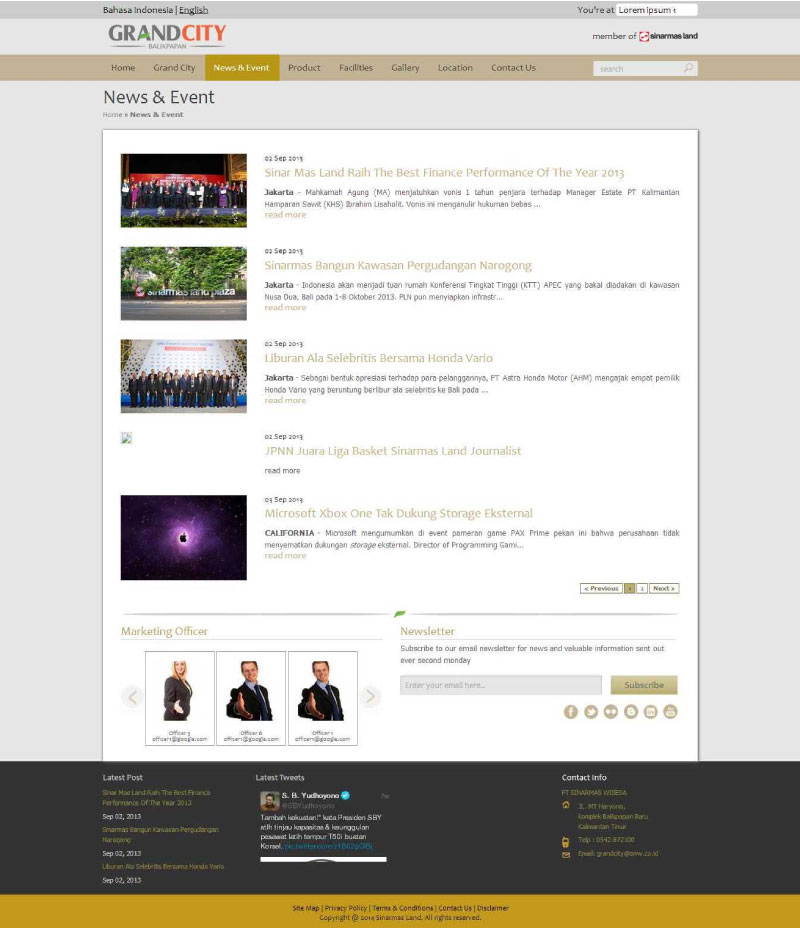 Bahasa Indonesia | English
You're at Lorem ipsum
GRANDCITY
BALIKPAPAN
member of sinarmas land
Home Grand City News & Event Product Facilities Gallery Location Contact Us search
News & Event
Home » News & Event
02 Sep 2013
Sinar Mas Land Raih The Best Finance Performance Of The Year 2013
Jakarta - Mahkamah Agung (MA) menjatuhkan vonis 1 tahun penjara terhadap Manager Estate PT Kalimantan
Hamparan Sawit (KHS) Ibrahim Lisaholit. Vonis ini menganulir hukuman bebas ...
read more
sinarmas land plaza
02 Sep 2013
Sinarmas Bangun Kawasan Pergudangan Narogong
Jakarta - Indonesia akan menjadi tuan rumah Konferensi Tingkat Tinggi (KTT) APEC yang bakal diadakan di kawasan
Nusa Dua, Bali pada 1-8 Oktober 2013. PLN pun menyiapkan infrastr...
read more
02 Sep 2013
Liburan Ala Selebritis Bersama Honda Vario
Jakarta - Sebagai bentuk apresiasi terhadap para pelanggannya, PT Astra Honda Motor (AHM) mengajak empat pemilik
Honda Vario yang beruntung berlibur ala selebritis ke Bali pada ...
read more
02 Sep 2013
JPNN Juara Liga Basket Sinarmas Land Journalist
read more
03 Sep 2013
Microsoft Xbox One Tak Dukung Storage Eksternal
CALIFORNIA - Microsoft mengumumkan di event pameran game PAX Prime pekan ini bahwa perusahaan tidak
menyematkan dukungan storage eksternal. Director of Programming Gami...
read more
< Previous 1 2 Next >
Marketing Officer
Officer 5
officer1@google.com
Officer 6
officer1@google.com
Officer 1
officer1@google.com
Newsletter
Subscribe to our email newsletter for news and valuable information sent out
ever second monday
Enter your email here... Subscribe
Latest Post
Sinar Mas Land Raih The Best Finance
Performance Of The Year 2013
Sep 02, 2013
Sinarmas Bangun Kawasan Pergudangan
Narogong
Sep 02, 2013
Liburan Ala Selebritis Bersama Honda Vario
Sep 02, 2013
Latest Tweets
S. B. Yudhoyono
@SBYudhoyono
Tambah kekuatan!" kata Presiden SBY
atlh tinjau kapasitas & keunggulan
pesawat latih tempur T50i buatan
Korsel.
Contact Info
PT SINARMAS WISESA
JL. MT Haryono,
komplek Balikpapan Baru
Kalimantan Timur
Telp : 0542-872100
Email: grandcity@smw.co.id
Site Map | Privacy Policy | Terms & Conditions | Contact Us | Disclaimer
Copyright @ 2014 Sinarmas Land. All rights reserved.